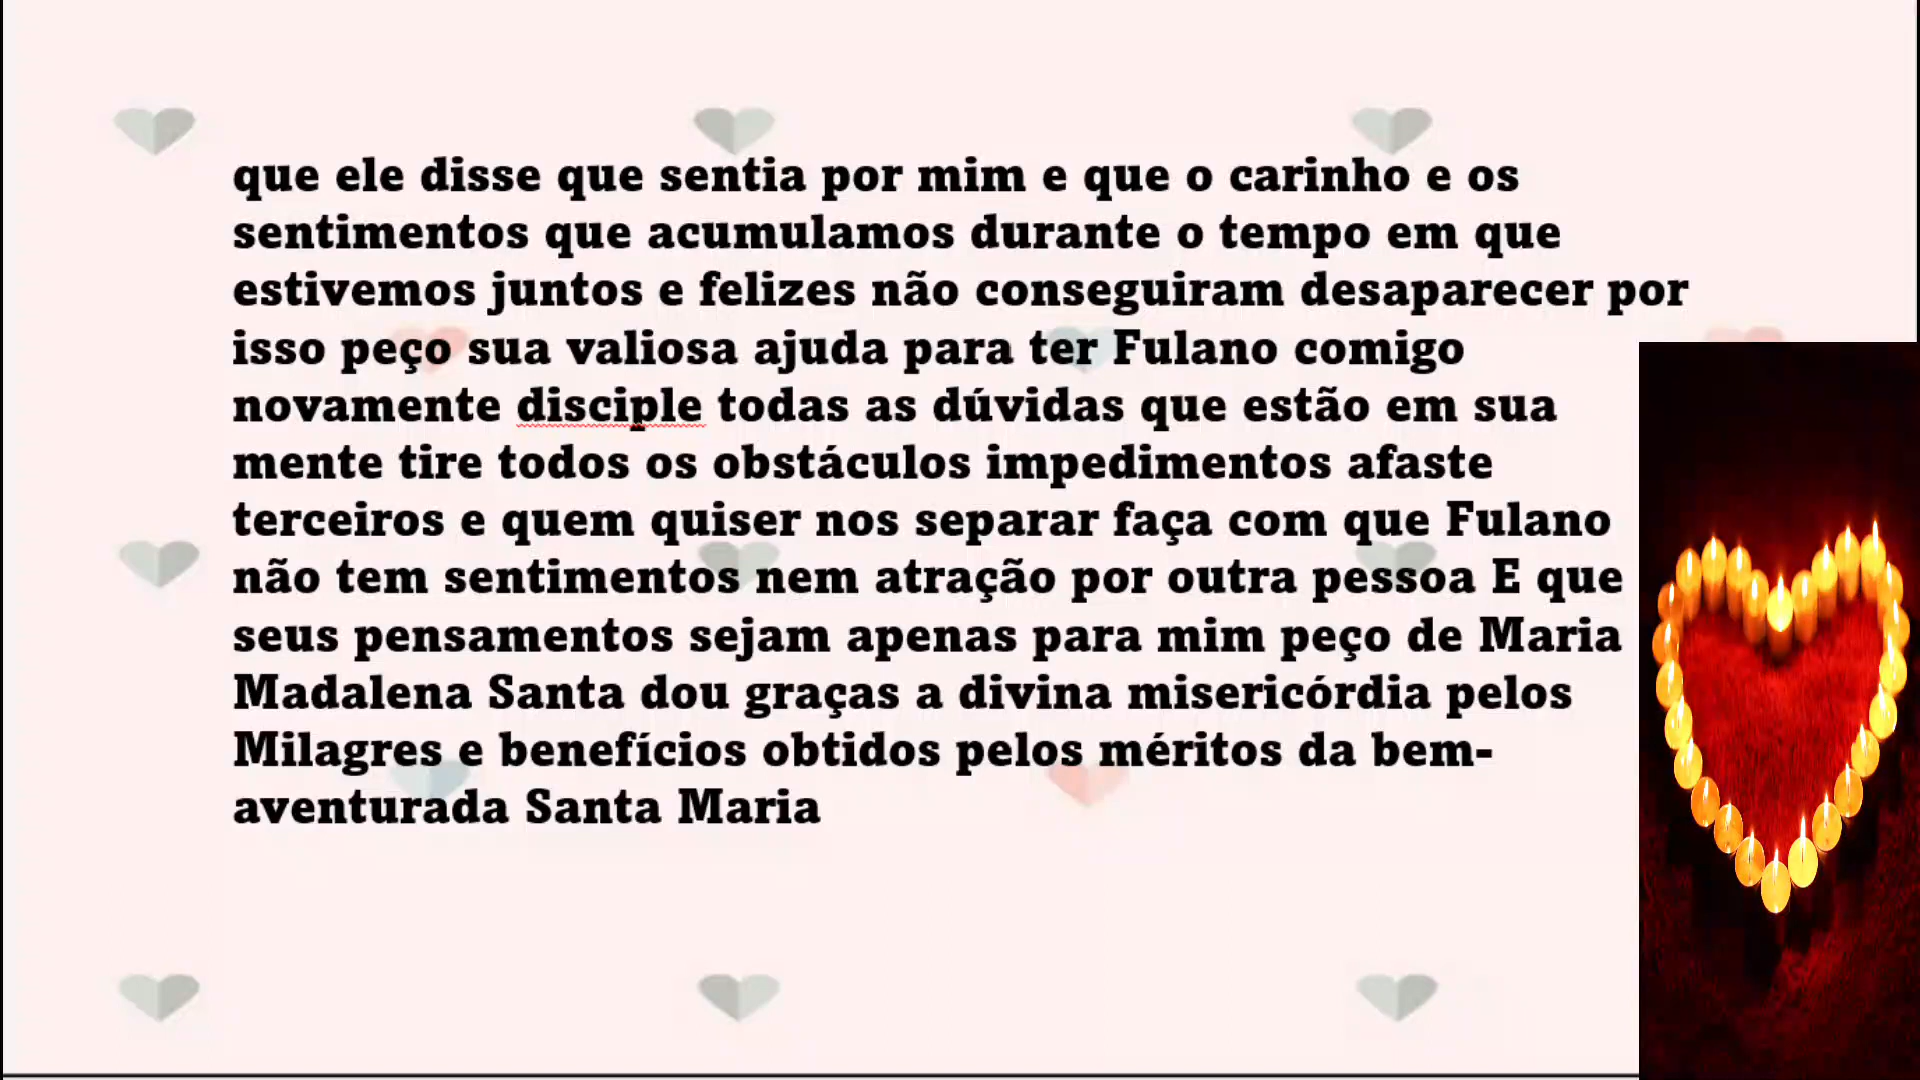 que ele disse que sentia por mim e que o carinho e os
sentimentos que acumulamos durante o tempo em que
estivemos juntos e felizes não conseguiram desaparecer por
isso peço sua valiosa ajuda para ter Fulano comigo
novamente disciple todas as dúvidas que estão em sua
mente tire todos os obstáculos impedimentos afaste
terceiros e quem quiser nos separar faça com que Fulano
não tem sentimentos nem atração por outra pessoa E que
seus pensamentos sejam apenas para mim peço de Maria
Madalena Santa dou graças a divina misericórdia pelos
Milagres e benefícios obtidos pelos méritos da bem-
aventurada Santa Maria